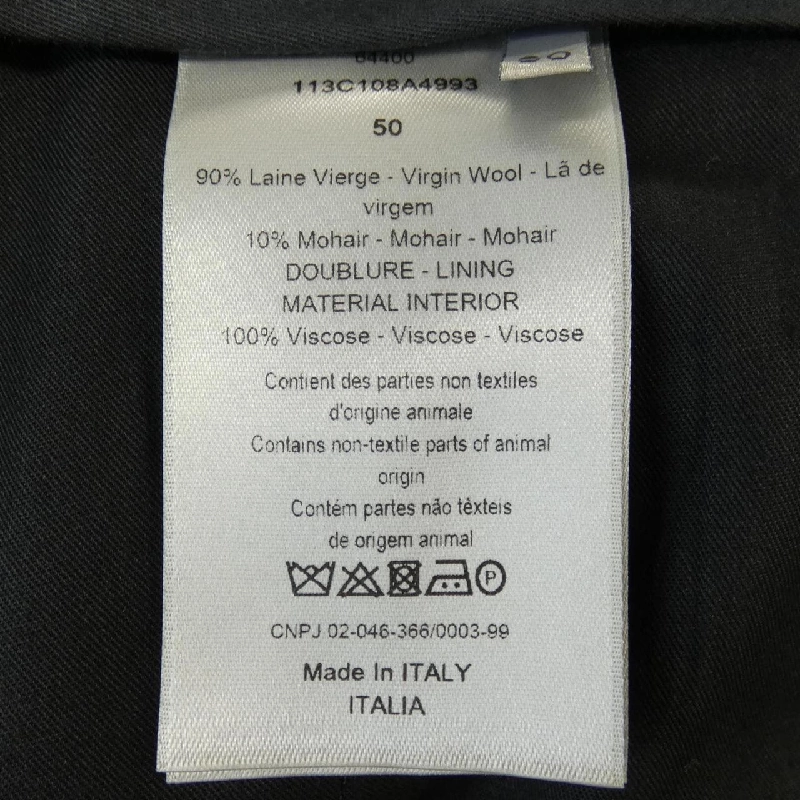 113C108A4993
50
90% Laine Vierge - Virgin Wool - Lã de
virgem
10% Mohair - Mohair - Mohair
DOUBLURE - LINING
MATERIAL INTERIOR
100% Viscose - Viscose - Viscose
Contient des parties non textiles
d'origine animale
Contains non-textile parts of animal
origin
Contém partes não têxteis
de origem animal
P
CNPJ 02-046-366/0003-99
Made In ITALY
ITALIA